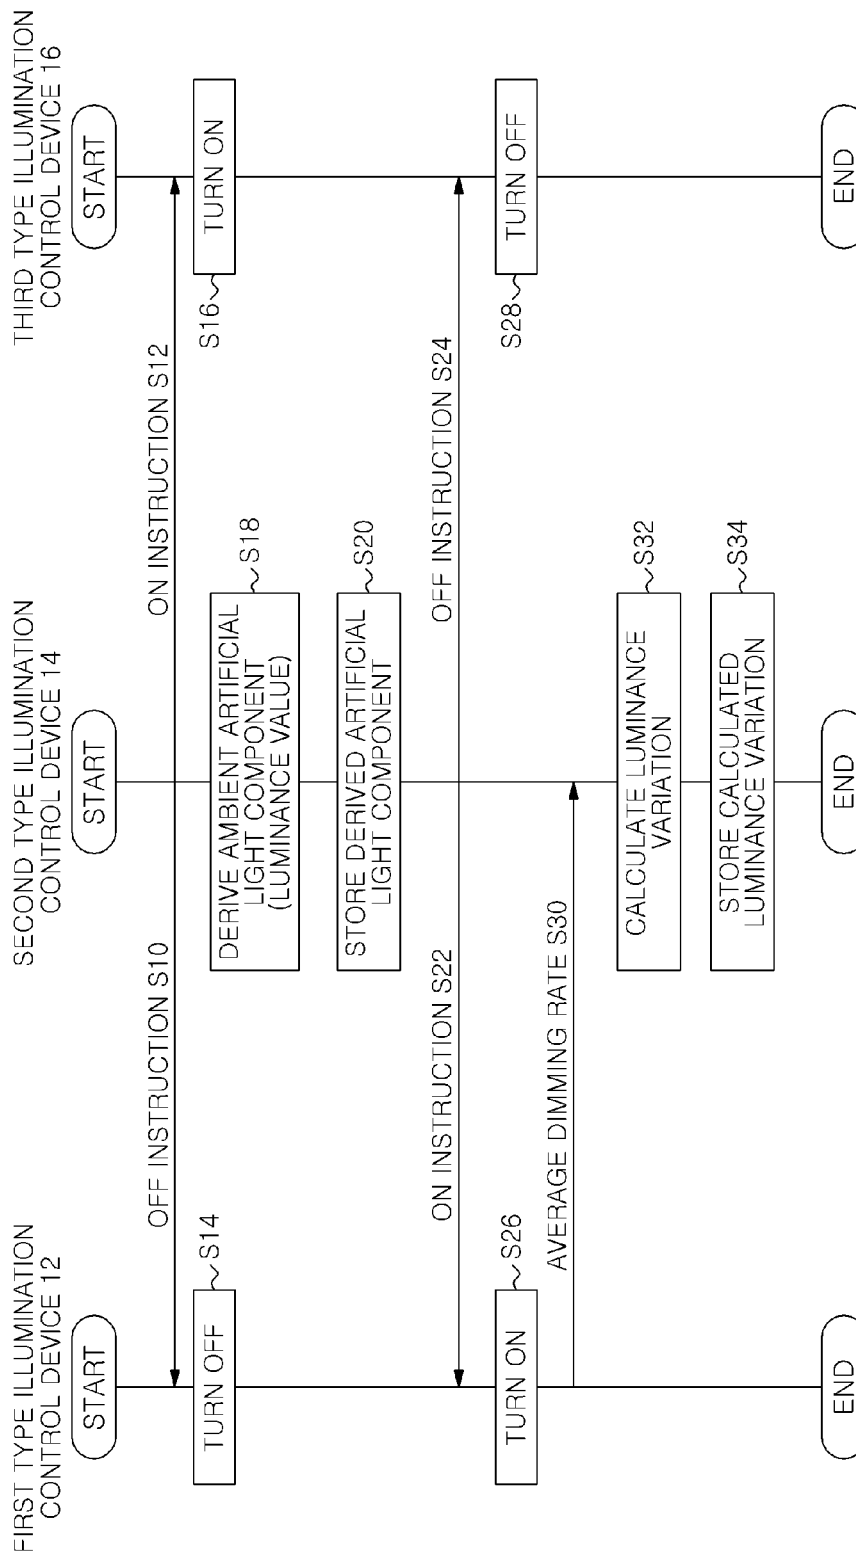 FIRST TYPE ILLUMINATION
CONTROL DEVICE 12
SECOND TYPE ILLUMINATION
CONTROL DEVICE 14
THIRD TYPE ILLUMINATION
CONTROL DEVICE 16
START
START
START
OFF INSTRUCTION S10
ON INSTRUCTION S12
TURN OFF
S14
S16
TURN ON
DERIVE AMBIENT ARTIFICIAL
LIGHT COMPONENT
(LUMINANCE VALUE)
S18
STORE DERIVED ARTIFICIAL
LIGHT COMPONENT
S20
ON INSTRUCTION S22
OFF INSTRUCTION S24
TURN ON
S26
S28
TURN OFF
AVERAGE DIMMING RATE S30
CALCULATE LUMINANCE
VARIATION
S32
STORE CALCULATED
LUMINANCE VARIATION
S34
END
END
END